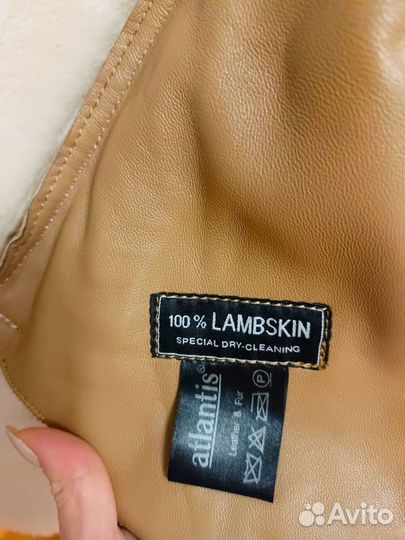 100% LAMBSKIN
SPECIAL DRY-CLEANING
atlantis®
Leather & Fur
P
Avito